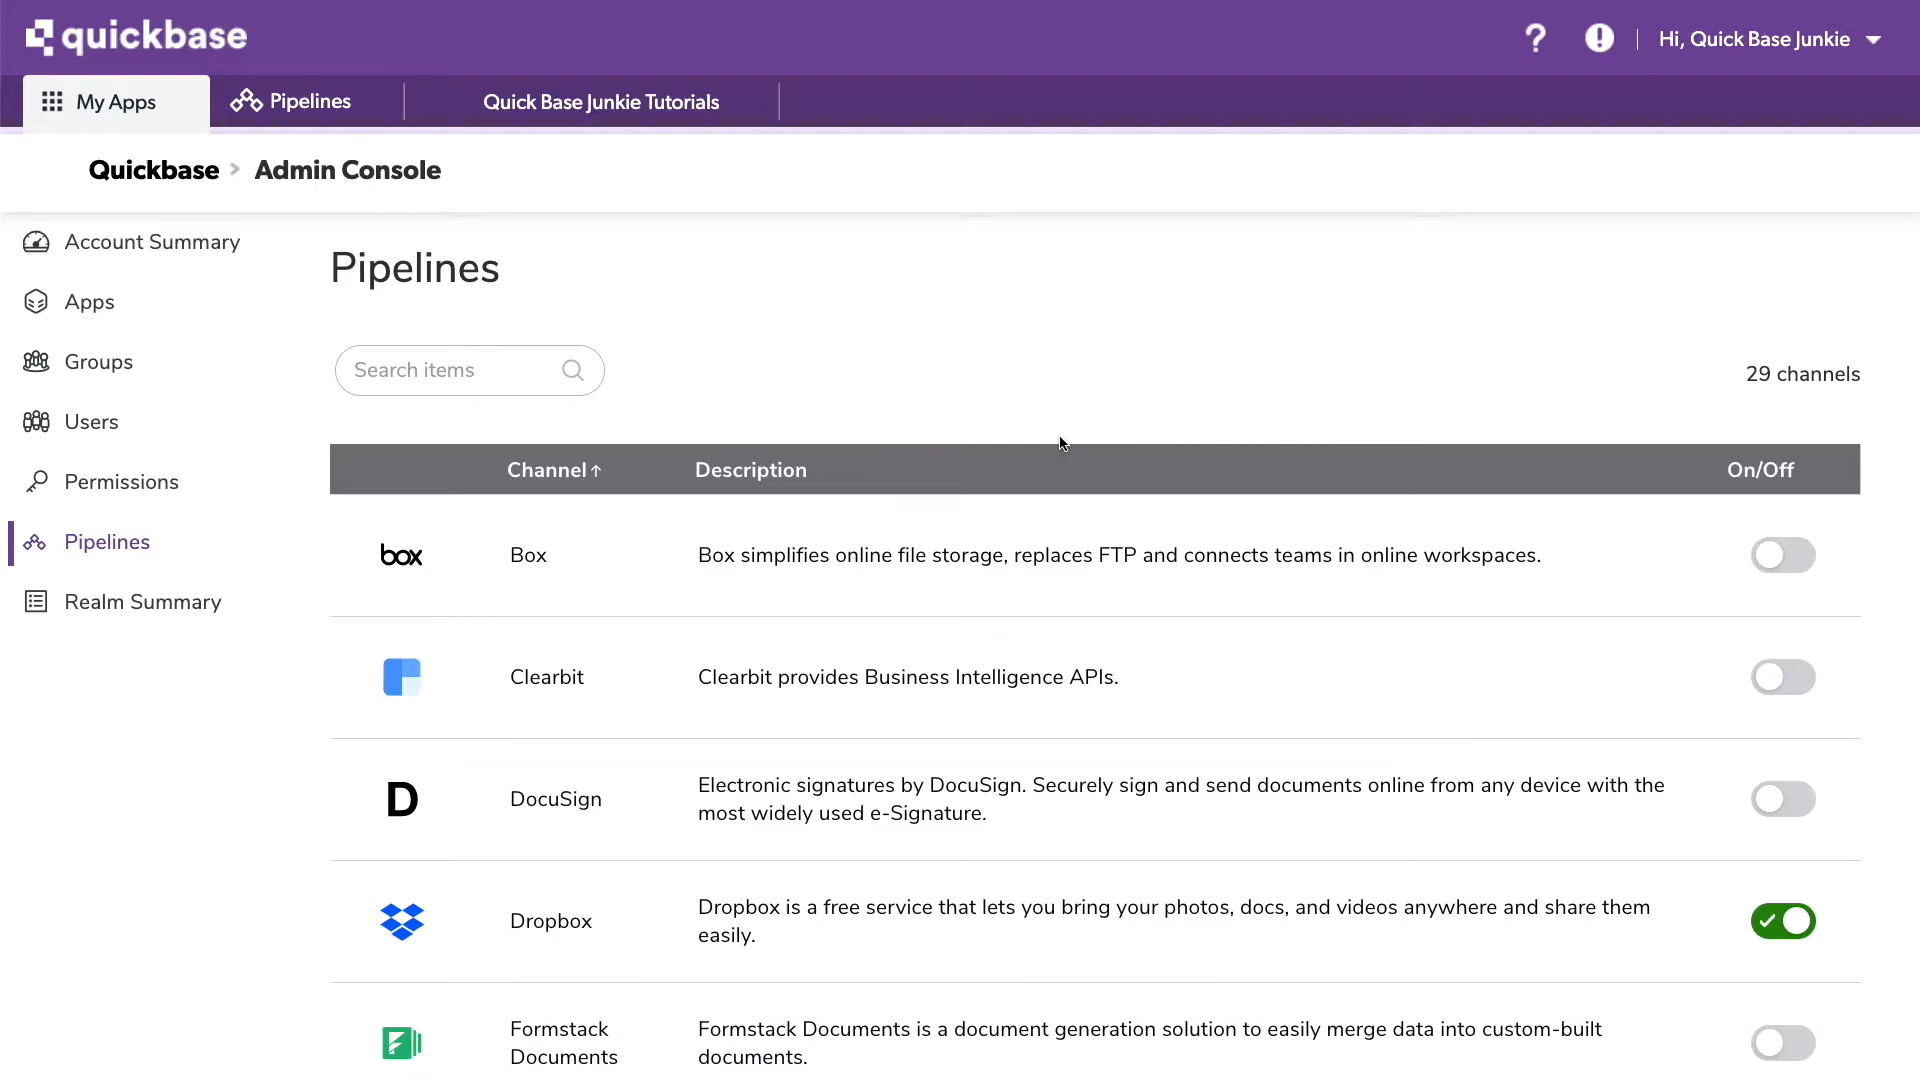 quickbase
Hi, Quick Base Junkie
My Apps
Pipelines
Quick Base Junkie Tutorials
Quickbase > Admin Console
Account Summary
Apps
Groups
Users
Permissions
Pipelines
Realm Summary
Pipelines
Search items
29 channels
Channel↑ Description On/Off
box Box Box simplifies online file storage, replaces FTP and connects teams in online workspaces.
Clearbit Clearbit provides Business Intelligence APIs.
D DocuSign Electronic signatures by DocuSign. Securely sign and send documents online from any device with the
most widely used e-Signature.
Dropbox Dropbox is a free service that lets you bring your photos, docs, and videos anywhere and share them
easily.
Formstack Formstack Documents is a document generation solution to easily merge data into custom-built
Documents documents.